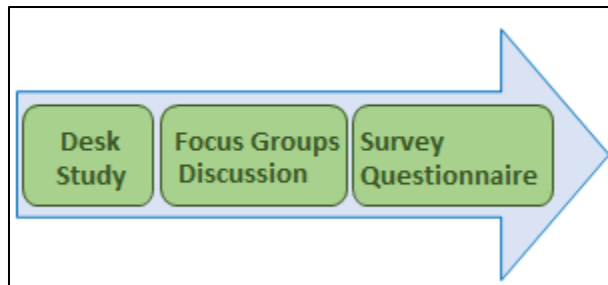 Desk
Study
Focus Groups
Discussion
Survey
Questionnaire